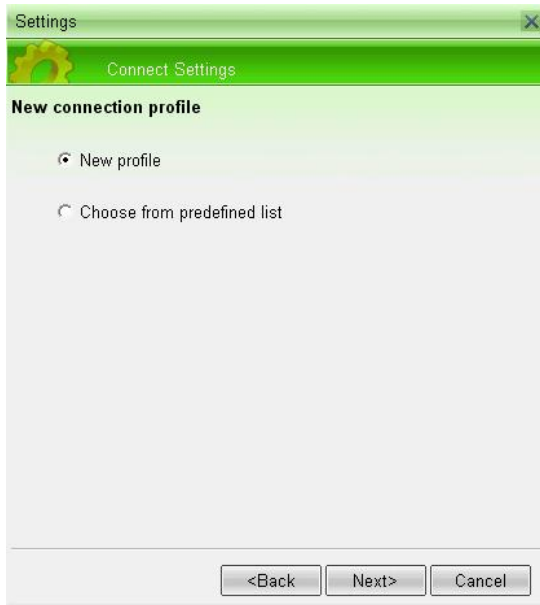 Settings
Connect Settings
New connection profile
New profile
Choose from predefined list
<Back Next> Cancel